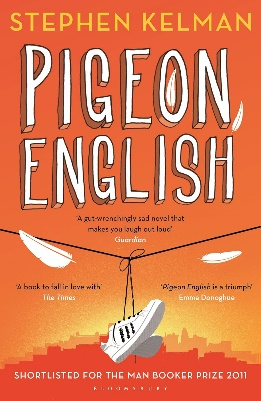 STEPHEN KELMAN
PIGEON
ENGLISH
'A gut-wrenchingly sad novel that
makes you laugh out loud'
Guardian
'A book to fall in love with'
The Times
'Pigeon English is a triumph'
Emma Donoghue
SHORTLISTED FOR THE MAN BOOKER PRIZE 2011
BLOOMSBURY